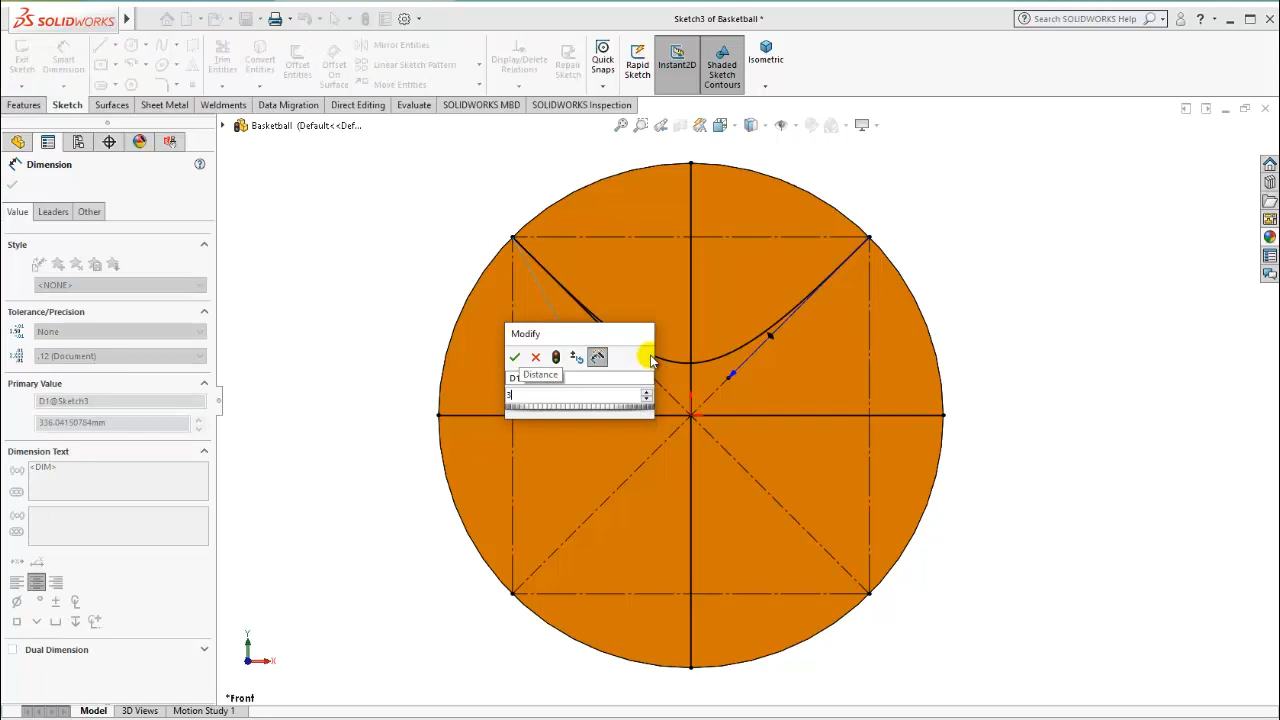 SOLIDWORKS
Sketch3 of Basketball *
Search SOLIDWORKS Help
?
Exit Sketch
Smart Dimension
Trim Entities
Convert Entities
Offset Entities
Offset On Surface
Mirror Entities
Linear Sketch Pattern
Move Entities
Display/Delete Relations
Repair Sketch
Quick Snaps
Rapid Sketch
Instant2D
Shaded Sketch Contours
Isometric
Features
Sketch
Surfaces
Sheet Metal
Weldments
Data Migration
Direct Editing
Evaluate
SOLIDWORKS MBD
SOLIDWORKS Inspection
Basketball (Default<<Def...
Dimension
Value
Leaders
Other
Style
<NONE>
Tolerance/Precision
None
.12 (Document)
Primary Value
D1@Sketch3
336.04150784mm
Dimension Text
<DIM>
Dual Dimension
Modify
Distance
D1
3
Y
X
*Front
Model
3D Views
Motion Study 1